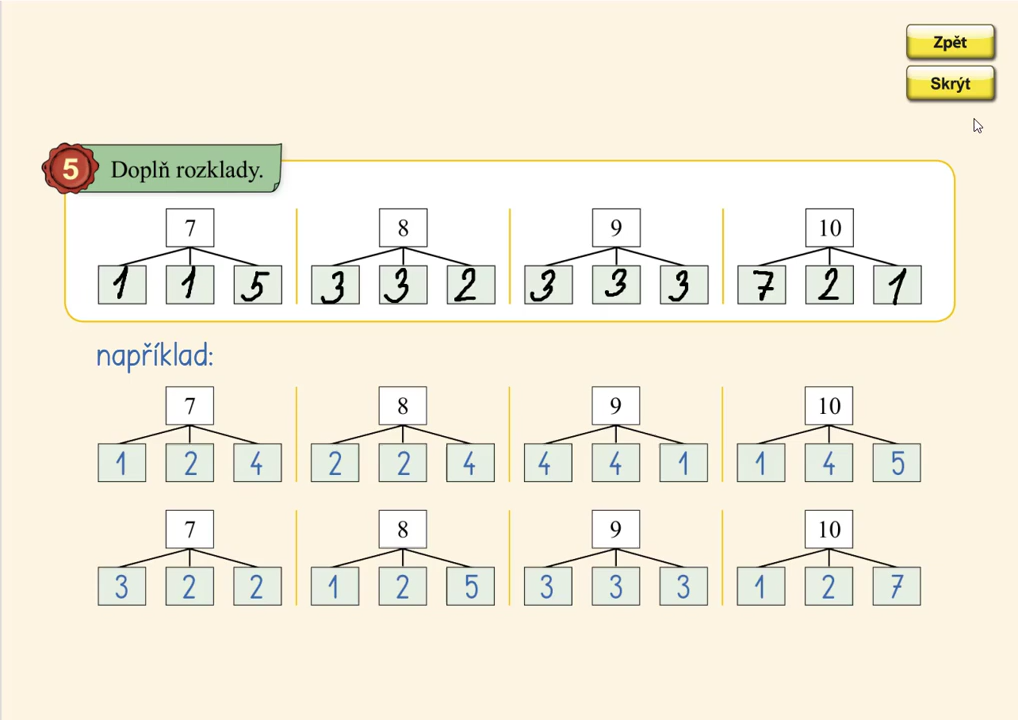 Zpět
Skrýt
5 Doplň rozklady.
7 8 9 10
1 1 5 3 3 2 3 3 3 7 2 1
například:
7 8 9 10
1 2 4 2 2 4 4 4 1 1 4 5
7 8 9 10
3 2 2 1 2 5 3 3 3 1 2 7